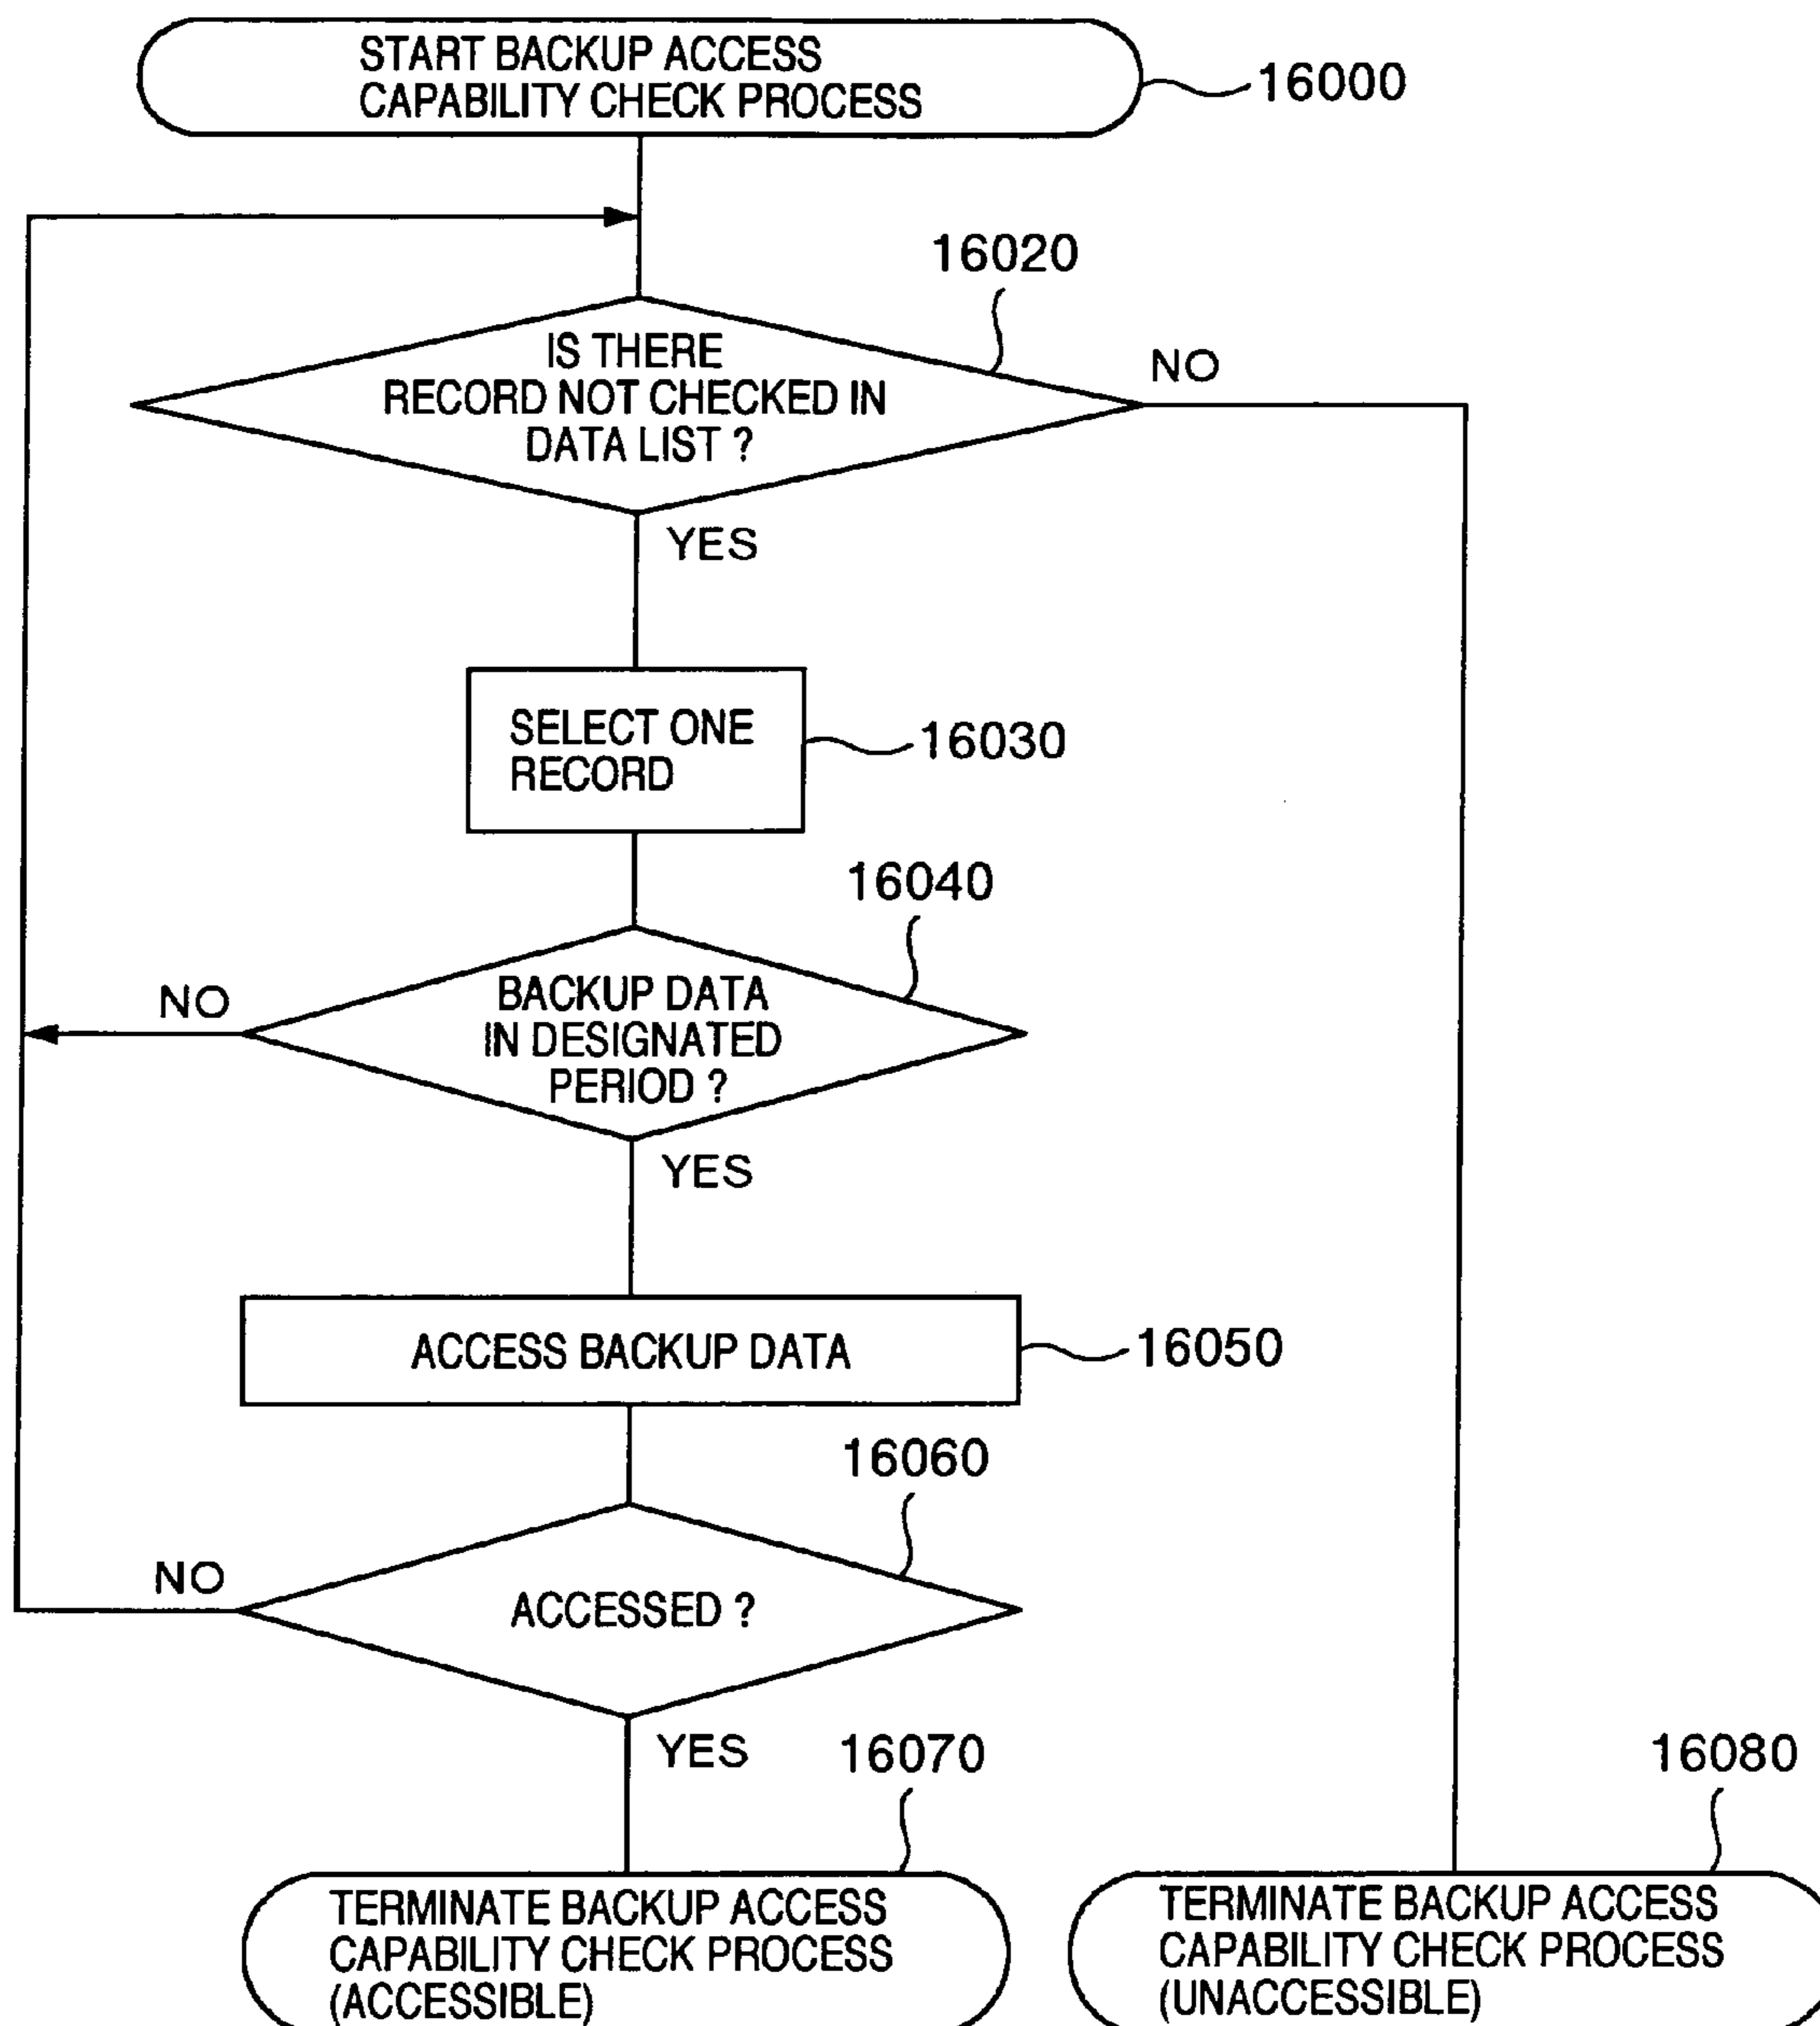 START BACKUP ACCESS
CAPABILITY CHECK PROCESS
16000
16020
IS THERE
RECORD NOT CHECKED IN
DATA LIST ?
NO
YES
SELECT ONE
RECORD
16030
16040
BACKUP DATA
IN DESIGNATED
PERIOD ?
NO
YES
ACCESS BACKUP DATA
16050
16060
ACCESSED ?
NO
YES
16070
16080
TERMINATE BACKUP ACCESS
CAPABILITY CHECK PROCESS
(ACCESSIBLE)
TERMINATE BACKUP ACCESS
CAPABILITY CHECK PROCESS
(UNACCESSIBLE)